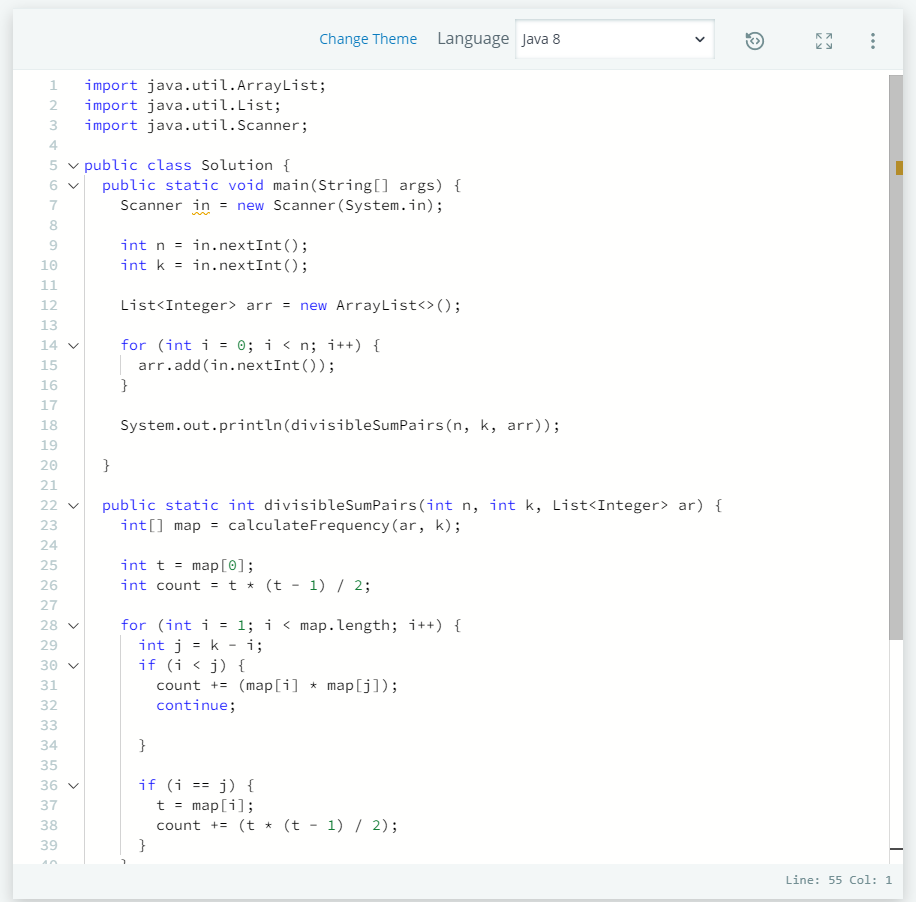 Change Theme Language Java 8
1 import java.util.ArrayList;
2 import java.util.List;
3 import java.util.Scanner;
4
5 public class Solution {
6 public static void main(String[] args) {
7 Scanner in = new Scanner(System.in);
8
9 int n = in.nextInt();
10 int k = in.nextInt();
11
12 List<Integer> arr = new ArrayList<>();
13
14 for (int i = 0; i < n; i++) {
15 arr.add(in.nextInt());
16 }
17
18 System.out.println(divisibleSumPairs(n, k, arr));
19
20 }
21
22 public static int divisibleSumPairs(int n, int k, List<Integer> ar) {
23 int[] map = calculateFrequency(ar, k);
24
25 int t = map[0];
26 int count = t * (t - 1) / 2;
27
28 for (int i = 1; i < map.length; i++) {
29 int j = k - i;
30 if (i < j) {
31 count += (map[i] * map[j]);
32 continue;
33
34 }
35
36 if (i == j) {
37 t = map[i];
38 count += (t * (t - 1) / 2);
39 }
Line: 55 Col: 1